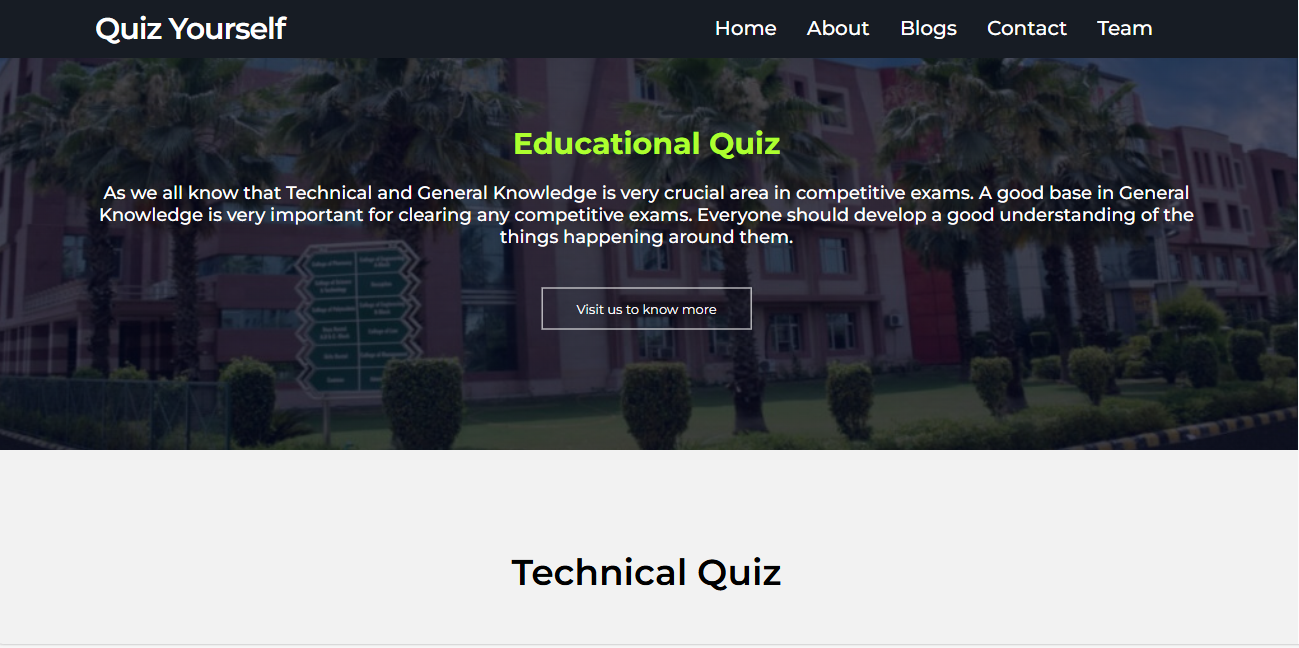 Quiz Yourself
Home About Blogs Contact Team
Educational Quiz
As we all know that Technical and General Knowledge is very crucial area in competitive exams. A good base in General
Knowledge is very important for clearing any competitive exams. Everyone should develop a good understanding of the
things happening around them.
Visit us to know more
Technical Quiz